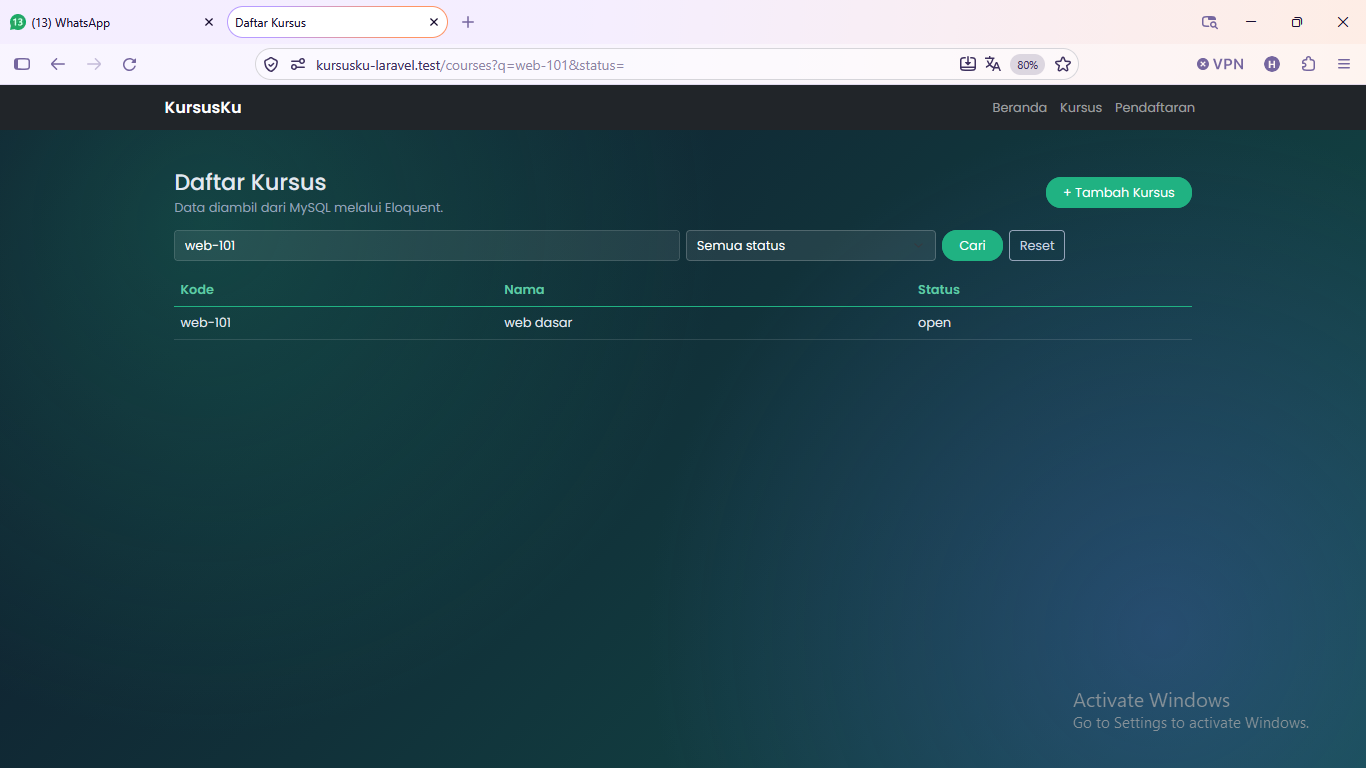 13 (13) WhatsApp
Daftar Kursus
kursusku-laravel.test/courses?q=web-101&status=
80%
VPN
H
KursusKu
Beranda Kursus Pendaftaran
Daftar Kursus
Data diambil dari MySQL melalui Eloquent.
+ Tambah Kursus
web-101 Semua status Cari Reset
Kode Nama Status
web-101 web dasar open
Activate Windows
Go to Settings to activate Windows.